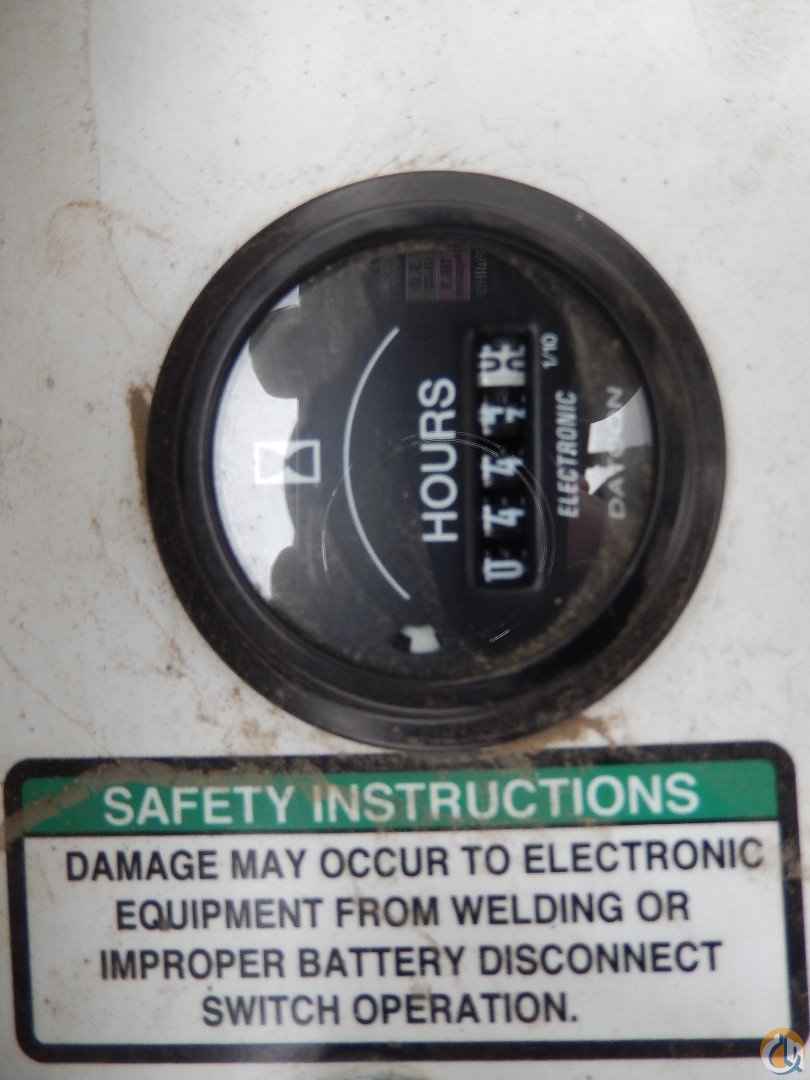 HOURS
1/10
ELECTRONIC
SAFETY INSTRUCTIONS
DAMAGE MAY OCCUR TO ELECTRONIC
EQUIPMENT FROM WELDING OR
IMPROPER BATTERY DISCONNECT
SWITCH OPERATION.